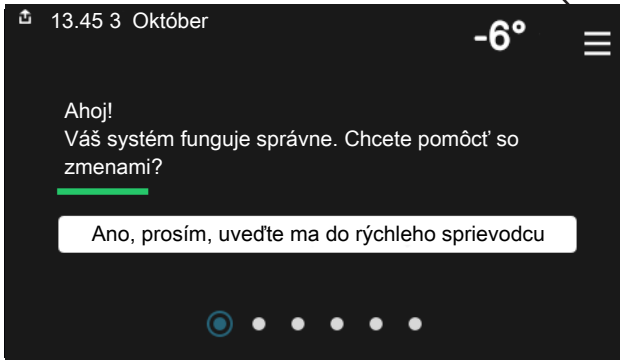 13.45 3 Október
-6°
Ahoj!
Váš systém funguje správne. Chcete pomôcť so
zmenami?
Ano, prosím, uveďte ma do rýchleho sprievodcu